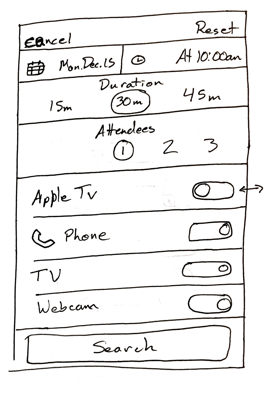 Cancel Reset
Mon. Dec. 15 At 10:00am
Duration
15m 30m 45m
Attendees
1 2 3
Apple Tv
Phone
TV
Webcam
Search